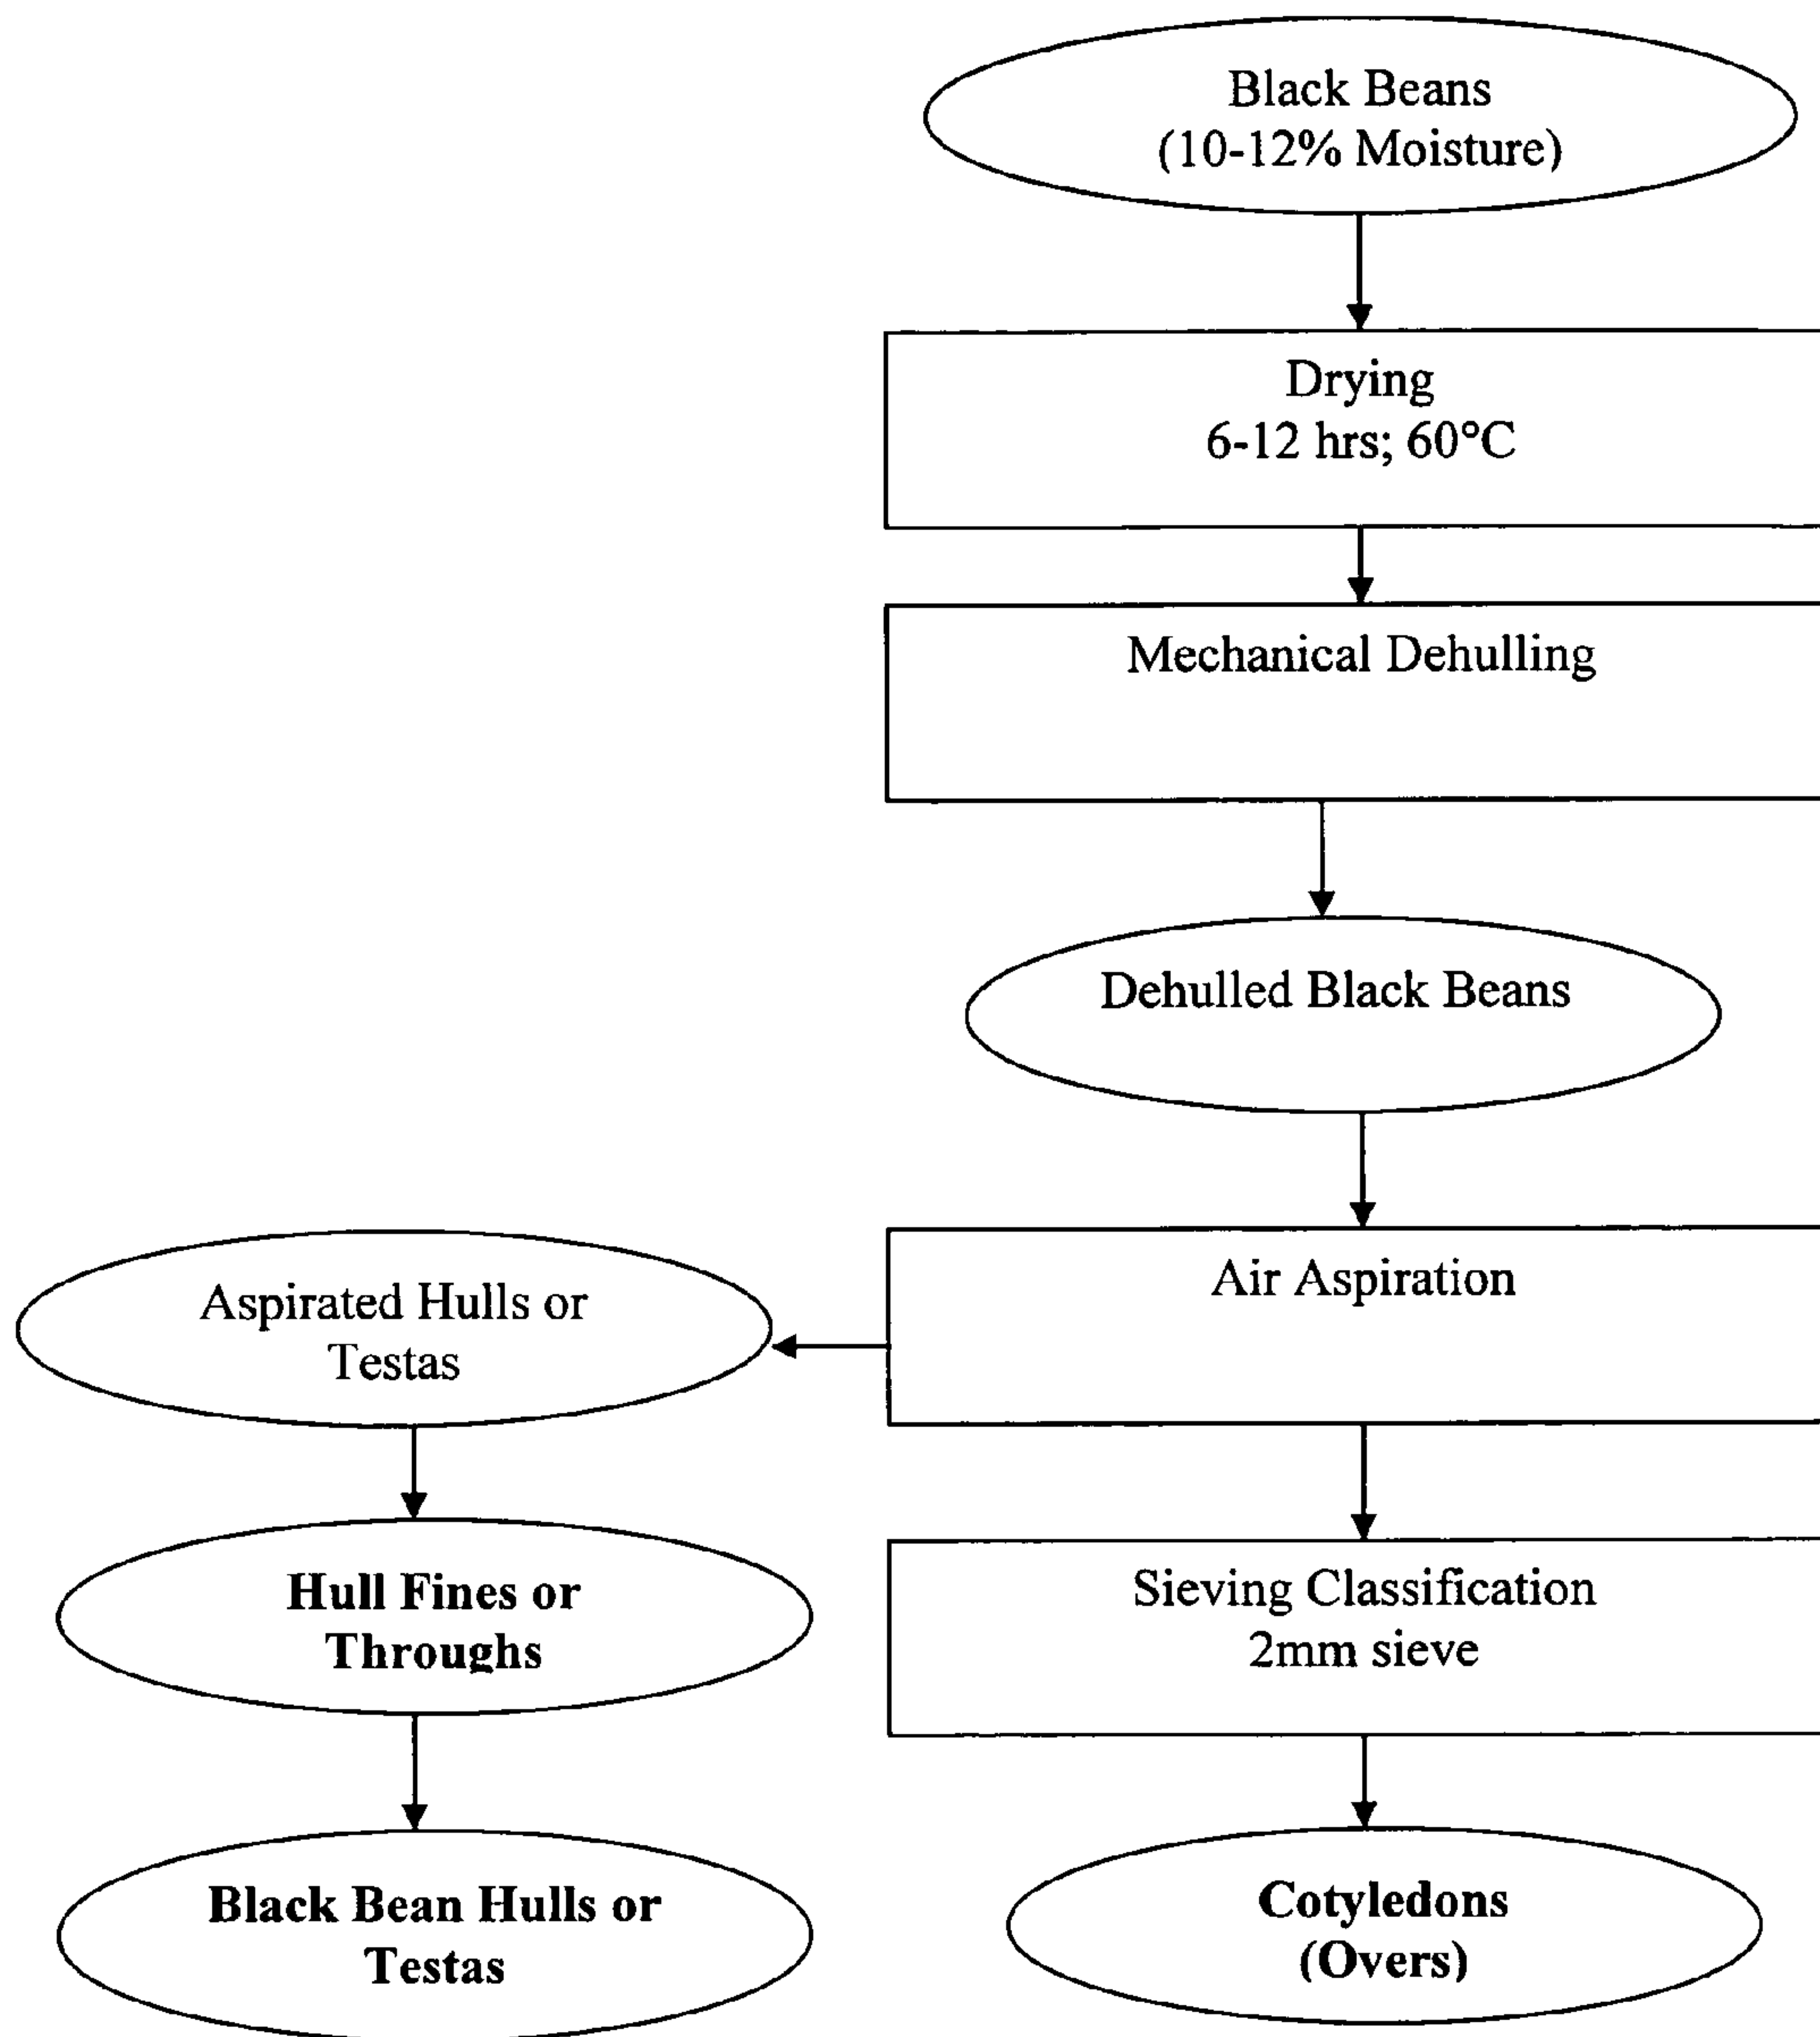 Black Beans
(10-12% Moisture)
Drying
6-12 hrs; 60°C
Mechanical Dehulling
Dehulled Black Beans
Air Aspiration
Aspirated Hulls or
Testas
Hull Fines or
Throughs
Sieving Classification
2mm sieve
Black Bean Hulls or
Testas
Cotyledons
(Overs)